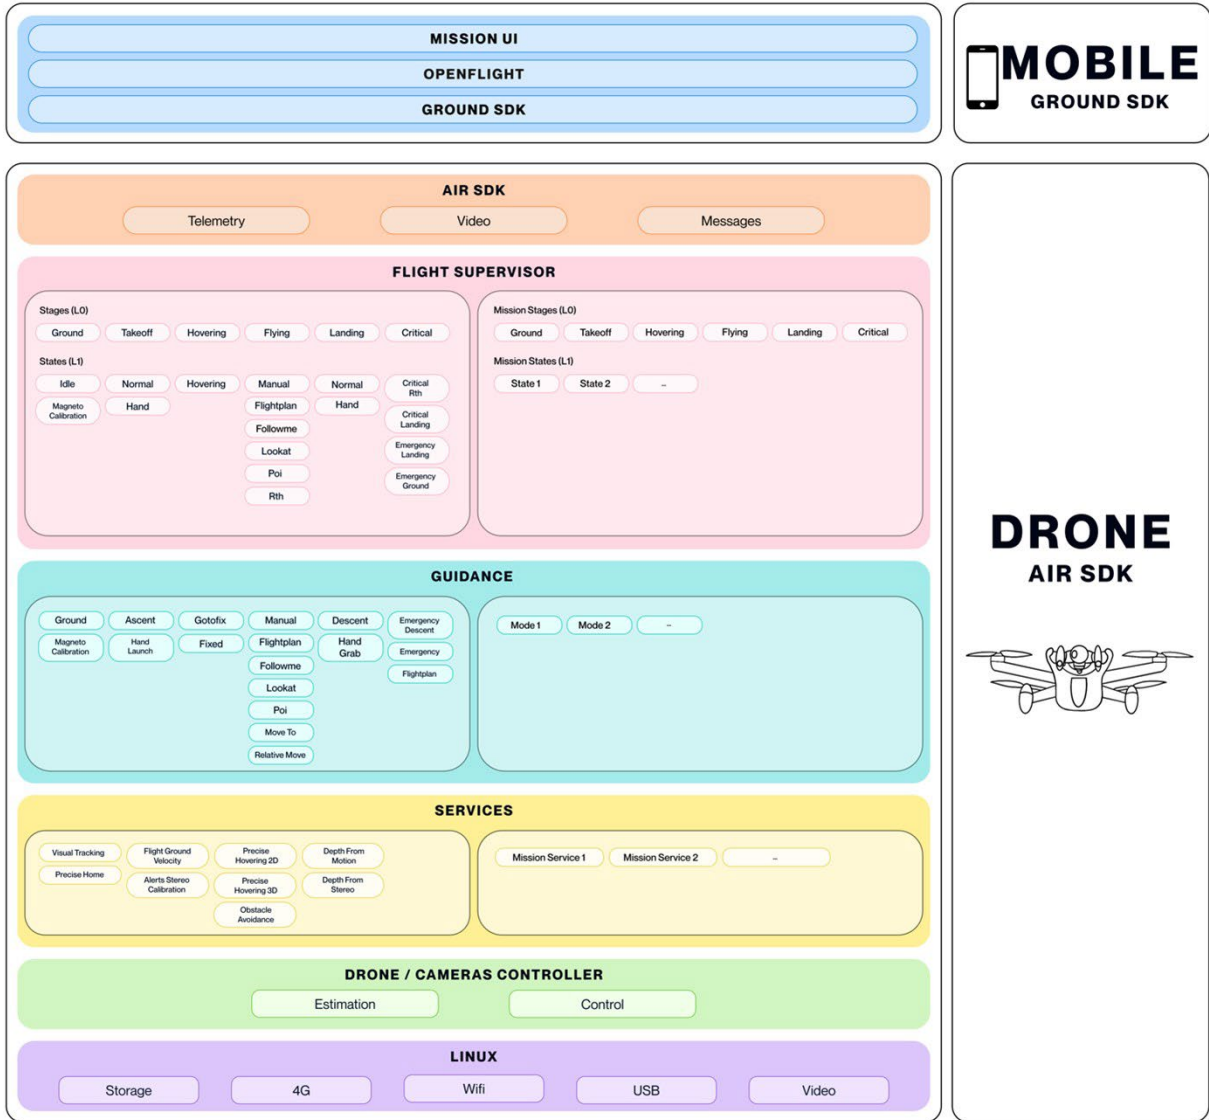 MISSION UI
OPENFLIGHT
GROUND SDK
MOBILE
GROUND SDK
AIR SDK
Telemetry
Video
Messages
FLIGHT SUPERVISOR
Stages (L0)
Ground
Takeoff
Hovering
Flying
Landing
Critical
States (L1)
Idle
Normal
Hovering
Manual
Normal
Critical
Rth
Magneto
Calibration
Hand
Flightplan
Hand
Critical
Landing
Followme
Lookat
Emergency
Landing
Poi
Emergency
Ground
Rth
Mission Stages (L0)
Ground
Takeoff
Hovering
Flying
Landing
Critical
Mission States (L1)
State 1
State 2
..
GUIDANCE
Ground
Ascent
Gotofix
Manual
Descent
Emergency
Descent
Magneto
Calibration
Hand
Launch
Fixed
Flightplan
Hand
Grab
Emergency
Followme
Flightplan
Lookat
Poi
Move To
Relative Move
Mode 1
Mode 2
..
SERVICES
Visual Tracking
Flight Ground
Velocity
Precise
Hovering 2D
Depth From
Motion
Precise Home
Alerts Stereo
Calibration
Precise
Hovering 3D
Depth From
Stereo
Obstacle
Avoidance
Mission Service 1
Mission Service 2
..
DRONE / CAMERAS CONTROLLER
Estimation
Control
LINUX
Storage
4G
Wifi
USB
Video
DRONE
AIR SDK